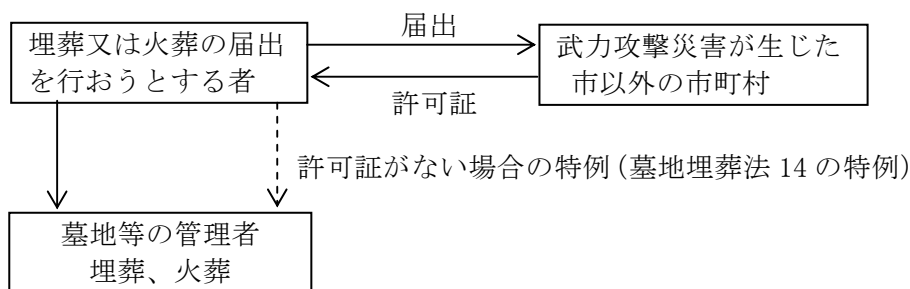 届出
埋葬又は火葬の届出
を行おうとする者
武力攻撃災害が生じた
市以外の市町村
許可証
許可証がない場合の特例（墓地埋葬法 14 の特例）
墓地等の管理者
埋葬、火葬